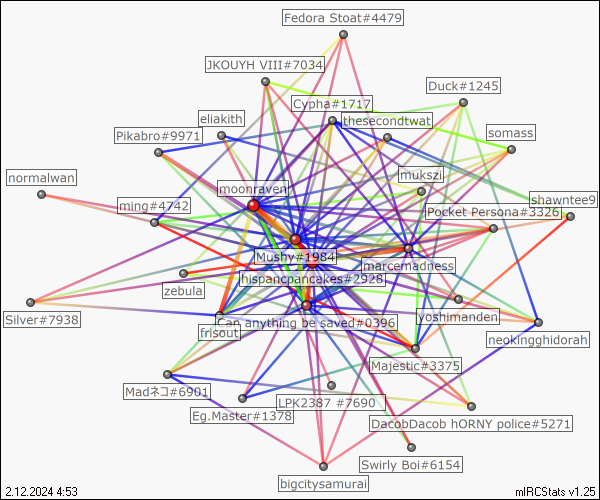 Fedora Stoat#4479
JKOUYH VIII#7034
Duck#1245
Cypha#1717
eliakith
thesecondtwat
Pikabro#9971
somass
normalwan
mukszi
moonraven
shawntee9
ming#4742
Pocket Persona#3326
Mushy#1984
marcemadness
hispancpancakes#2928
zebula
Silver#7938
Can anything be saved#0396
yoshimanden
frisout
neokingghidorah
Majestic#3375
Madネコ#6901
LPK2387 #7690
Eg.Master#1378
DacobDacob hORNY police#5271
Swirly Boi#6154
bigcitysamurai
2.12.2024 4:53
mIRCStats v1.25